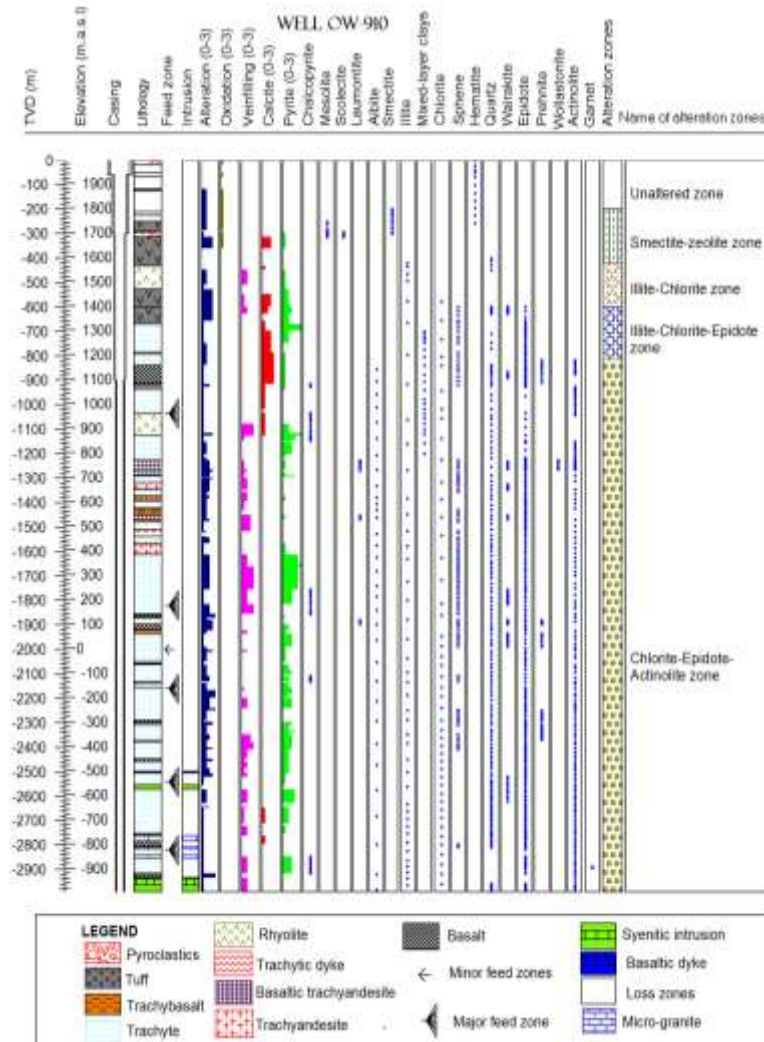 WELL OW-910
TVD (m)
Elevation (m.a.s.l)
Casing
Lithology
Feed zone
Intrusion
Alteration (0-3)
Oxidation (0-3)
Veinfilling (0-3)
Calcite (0-3)
Pyrite (0-3)
Chalcopyrite
Mesolite
Scolecite
Laumontite
Albite
Smectite
Illite
Mixed-layer clays
Chlorite
Sphene
Hematite
Quartz
Wairakite
Epidote
Prehnite
Wollastonite
Actinolite
Garnet
Alteration zones
Name of alteration zones
0
-100 1900
-200 1800
-300 1700
-400 1600
-500 1500
-600 1400
-700 1300
-800 1200
-900 1100
-1000 1000
-1100 900
-1200 800
-1300 700
-1400 600
-1500 500
-1600 400
-1700 300
-1800 200
-1900 100
-2000 0
-2100 -100
-2200 -200
-2300 -300
-2400 -400
-2500 -500
-2600 -600
-2700 -700
-2800 -800
-2900 -900
Unaltered zone
Smectite-zeolite zone
Illite-Chlorite zone
Illite-Chlorite-Epidote
zone
Chlorite-Epidote-
Actinolite zone
LEGEND
Pyroclastics
Tuff
Trachybasalt
Trachyte
Rhyolite
Trachytic dyke
Basaltic trachyandesite
Trachyandesite
Basalt
Minor feed zones
Major feed zone
Syenitic intrusion
Basaltic dyke
Loss zones
Micro-granite